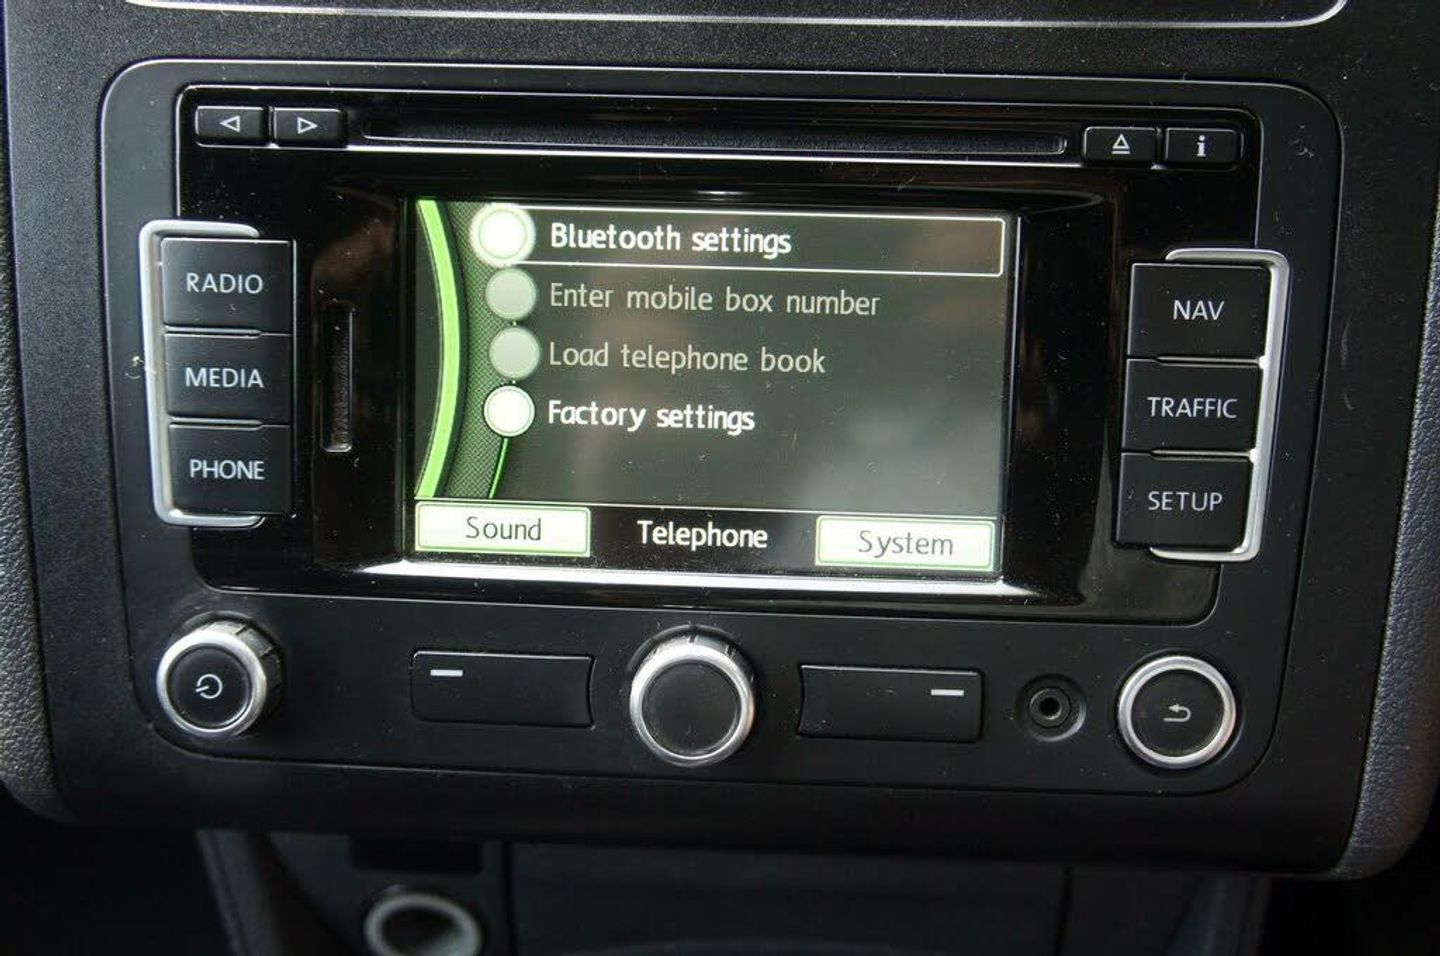 i
Bluetooth settings
RADIO
Enter mobile box number
NAV
Load telephone book
MEDIA
Factory settings
TRAFFIC
PHONE
SETUP
Sound
Telephone
System